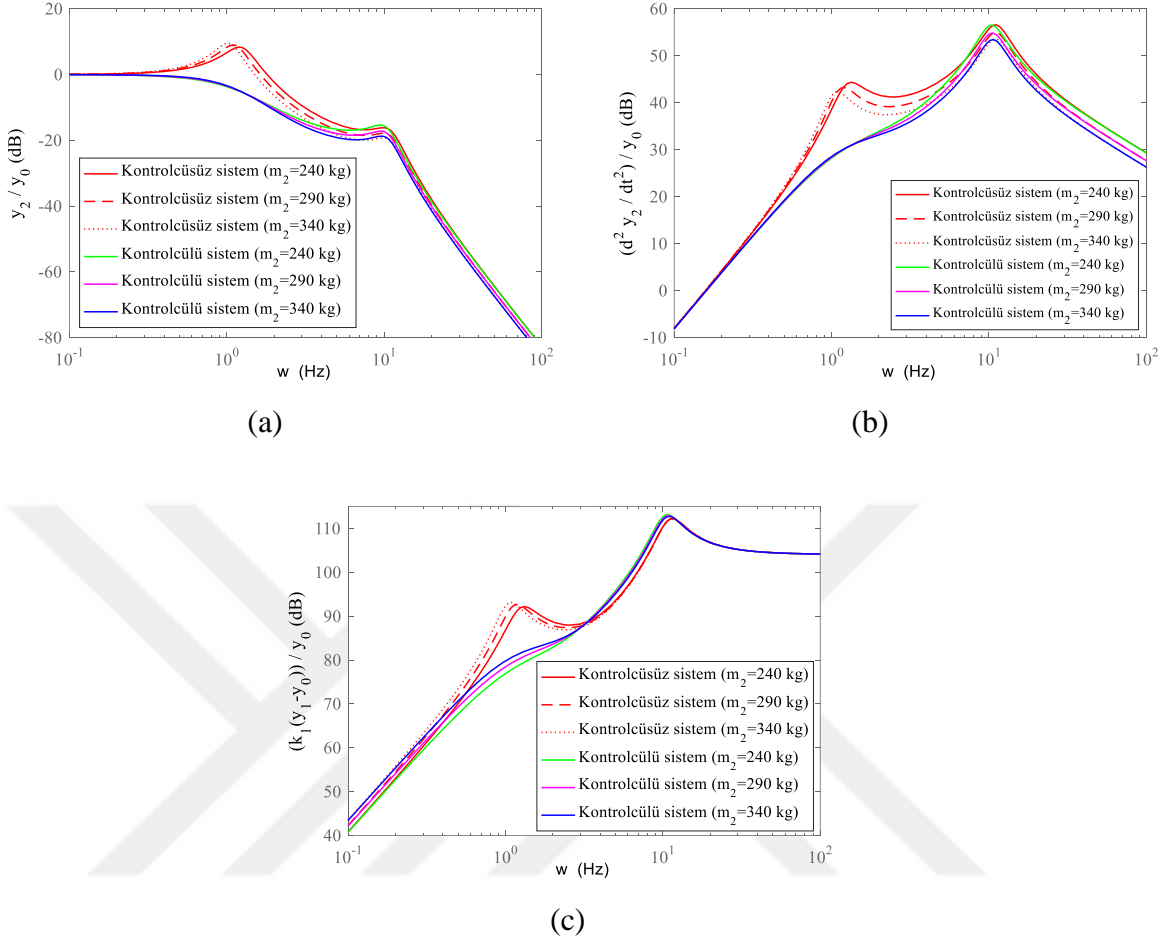 20
0
-20
-40
-60
-80
y2 / y0 (dB)
Kontrolcüsüz sistem (m2=240 kg)
Kontrolcüsüz sistem (m2=290 kg)
Kontrolcüsüz sistem (m2=340 kg)
Kontrolcülü sistem (m2=240 kg)
Kontrolcülü sistem (m2=290 kg)
Kontrolcülü sistem (m2=340 kg)
10-1 100 101 102
w (Hz)
(a)
60
50
40
30
20
10
0
-10
(d2 y2 / dt2) / y0 (dB)
Kontrolcüsüz sistem (m2=240 kg)
Kontrolcüsüz sistem (m2=290 kg)
Kontrolcüsüz sistem (m2=340 kg)
Kontrolcülü sistem (m2=240 kg)
Kontrolcülü sistem (m2=290 kg)
Kontrolcülü sistem (m2=340 kg)
10-1 100 101 102
w (Hz)
(b)
110
100
90
80
70
60
50
40
(k1(y1-y0)) / y0 (dB)
Kontrolcüsüz sistem (m2=240 kg)
Kontrolcüsüz sistem (m2=290 kg)
Kontrolcüsüz sistem (m2=340 kg)
Kontrolcülü sistem (m2=240 kg)
Kontrolcülü sistem (m2=290 kg)
Kontrolcülü sistem (m2=340 kg)
10-1 100 101 102
w (Hz)
(c)